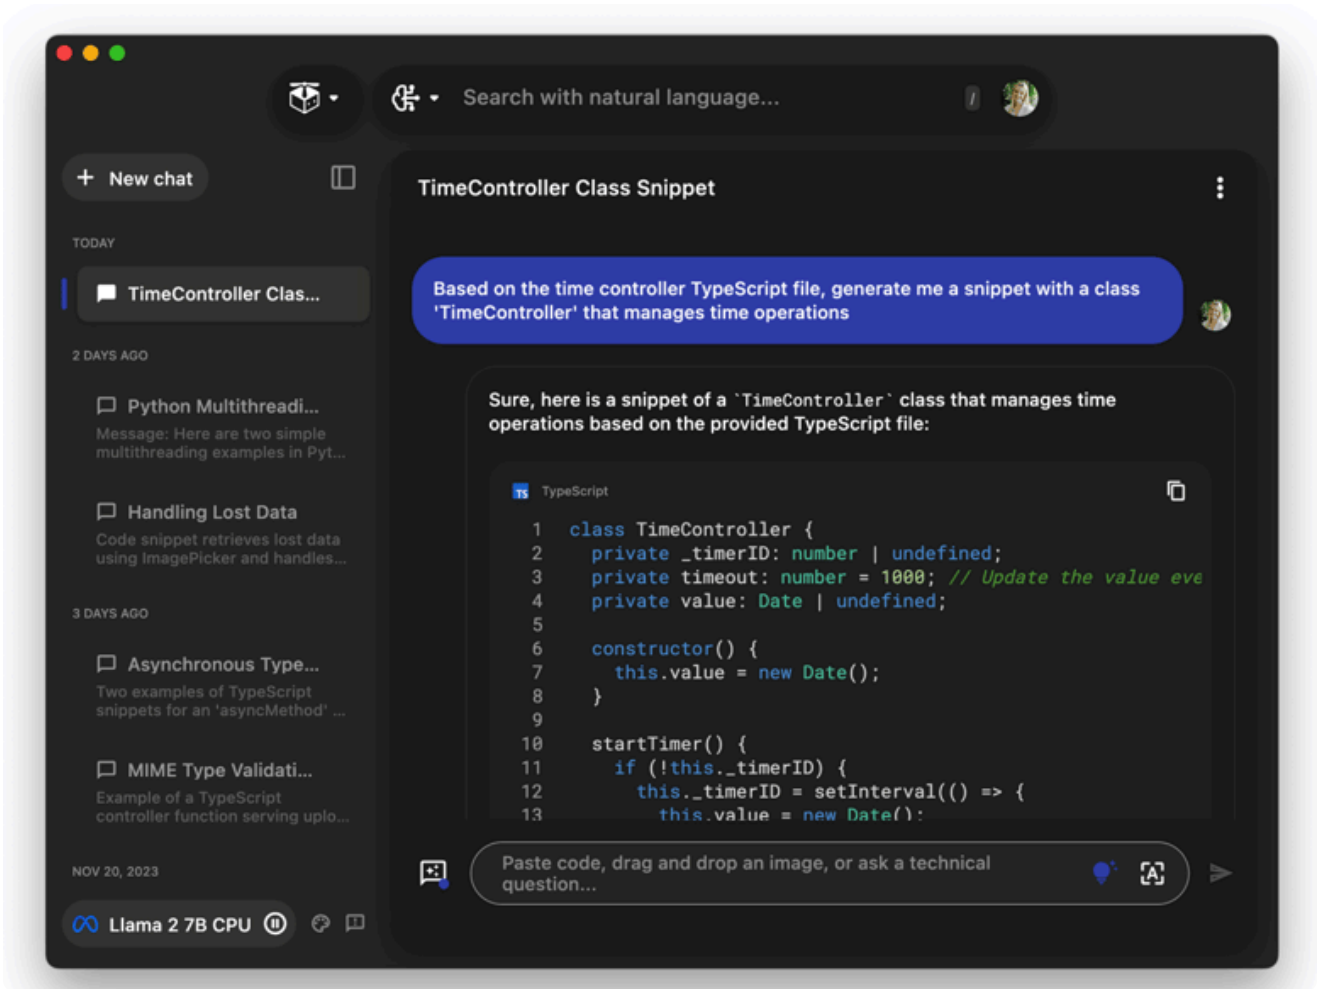 Search with natural language...
/
New chat
TimeController Class Snippet
TODAY
TimeController Clas...
2 DAYS AGO
Python Multithreadi...
Message: Here are two simple
multithreading examples in Pyt...
Handling Lost Data
Code snippet retrieves lost data
using ImagePicker and handles...
3 DAYS AGO
Asynchronous Type...
Two examples of TypeScript
snippets for an 'asyncMethod' ...
MIME Type Validati...
Example of a TypeScript
controller function serving uplo...
NOV 20, 2023
Llama 2 7B CPU
Based on the time controller TypeScript file, generate me a snippet with a class
'TimeController' that manages time operations
Sure, here is a snippet of a `TimeController` class that manages time
operations based on the provided TypeScript file:
TS TypeScript
1 class TimeController {
2 private _timerID: number | undefined;
3 private timeout: number = 1000; // Update the value eve
4 private value: Date | undefined;
5
6 constructor() {
7 this.value = new Date();
8 }
9
10 startTimer() {
11 if (!this._timerID) {
12 this._timerID = setInterval(() => {
13 this.value = new Date();
Paste code, drag and drop an image, or ask a technical
question...
A